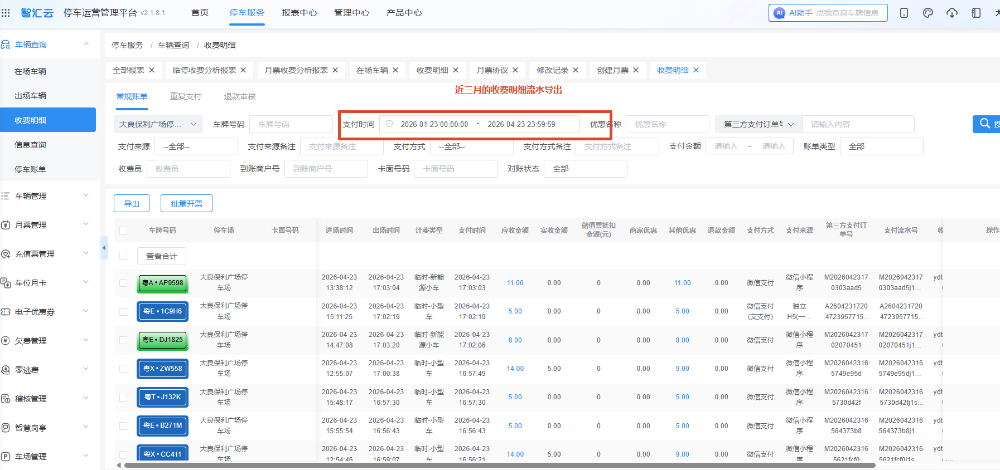 智汇云 停车运营管理平台 v2.1.8.1 首页 停车服务 报表中心 管理中心 产品中心 AI AI助手 点我查询车牌信息
车辆查询
在场车辆
出场车辆
收费明细
信息查询
停车账单
车辆管理
月票管理
充值票管理
车位月卡
电子优惠券
欠费管理
零逃费
稽核管理
智慧岗亭
车场管理
停车服务 / 车辆查询 / 收费明细
全部报表 临停收费分析报表 月票收费分析报表 在场车辆 收费明细 月票协议 修改记录 创建月票 收费明细
近三月的收费明细流水导出
常规账单 重复支付 退款审核
大良保利广场停... 车牌号码 车牌号码 支付时间 2026-01-23 00:00:00 - 2026-04-23 23:59:59 优惠名称 优惠名称 第三方支付订单号 请输入内容
支付来源 --全部-- 支付来源备注 支付来源备注 支付方式 --全部-- 支付方式备注 支付方式备注 支付金额 请输入 - 请输入 账单类型 全部
收费员 收费员 到账商户号 到账商户号 卡面号码 卡面号码 对账状态 全部
导出 批量开票
车牌号码 停车场 卡面号码 进场时间 出场时间 计费类型 支付时间 应收金额 实收金额 储值票抵扣金额(元) 商家优惠 其他优惠 退款金额 支付方式 支付来源 第三方支付订单号 支付流水号 操作
查看合计
粤A•AP9598 大良保利广场停车场 2026-04-23 13:38:12 2026-04-23 17:03:04 临时-新能源小车 2026-04-23 17:03:03 11.00 0.00 0 0.00 11.00 0.00 微信支付 微信小程序 M20260423170303aad5 M20260423170303aad5j1... ydt
粤E•1C9H6 大良保利广场停车场 2026-04-23 15:11:25 2026-04-23 17:02:19 临时-小型车 2026-04-23 17:02:19 5.00 0.00 0 0.00 5.00 0.00 微信支付(艾支付) 独立H5(一... A26042317204723957715... A26042317204723957715...
粤E•DJ1825 大良保利广场停车场 2026-04-23 14:47:08 2026-04-23 17:03:20 临时-新能源小车 2026-04-23 17:02:06 8.00 0.00 0 0.00 8.00 0.00 微信支付 微信小程序 M202604231702070451 M202604231702070451j1... ydt
粤X•ZW558 大良保利广场停车场 2026-04-23 12:55:07 2026-04-23 17:00:38 临时-小型车 2026-04-23 16:57:49 14.00 5.00 0 0.00 9.00 0.00 微信支付 微信小程序 M20260423165749e95d M20260423165749e95dj1... ydt
粤T•J132K 大良保利广场停车场 2026-04-23 15:48:17 2026-04-23 16:57:30 临时-小型车 2026-04-23 16:57:30 5.00 0.00 0 0.00 5.00 0.00 微信支付 微信小程序 M20260423165730d42f M20260423165730d42fj1s... ydt
粤E•B271M 大良保利广场停车场 2026-04-23 15:55:54 2026-04-23 16:56:43 临时-小型车 2026-04-23 16:56:43 5.00 0.00 0 0.00 5.00 0.00 微信支付 微信小程序 M2026042316564373b8 M2026042316564373b8j1... ydt
粤X•CC411 大良保利广场停车场 2026-04-23 12:54:46 2026-04-23 16:59:07 临时-小型车 2026-04-23 16:56:21 14.00 5.00 0 0.00 9.00 0.00 微信支付 微信小程序 M20260423165621fcf0 M20260423165621fcf0j1s ydt